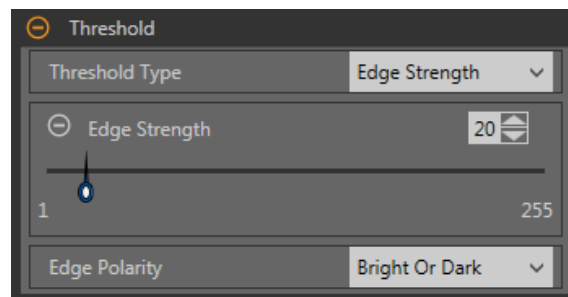 Threshold
Threshold Type Edge Strength
Edge Strength 20
1 255
Edge Polarity Bright Or Dark